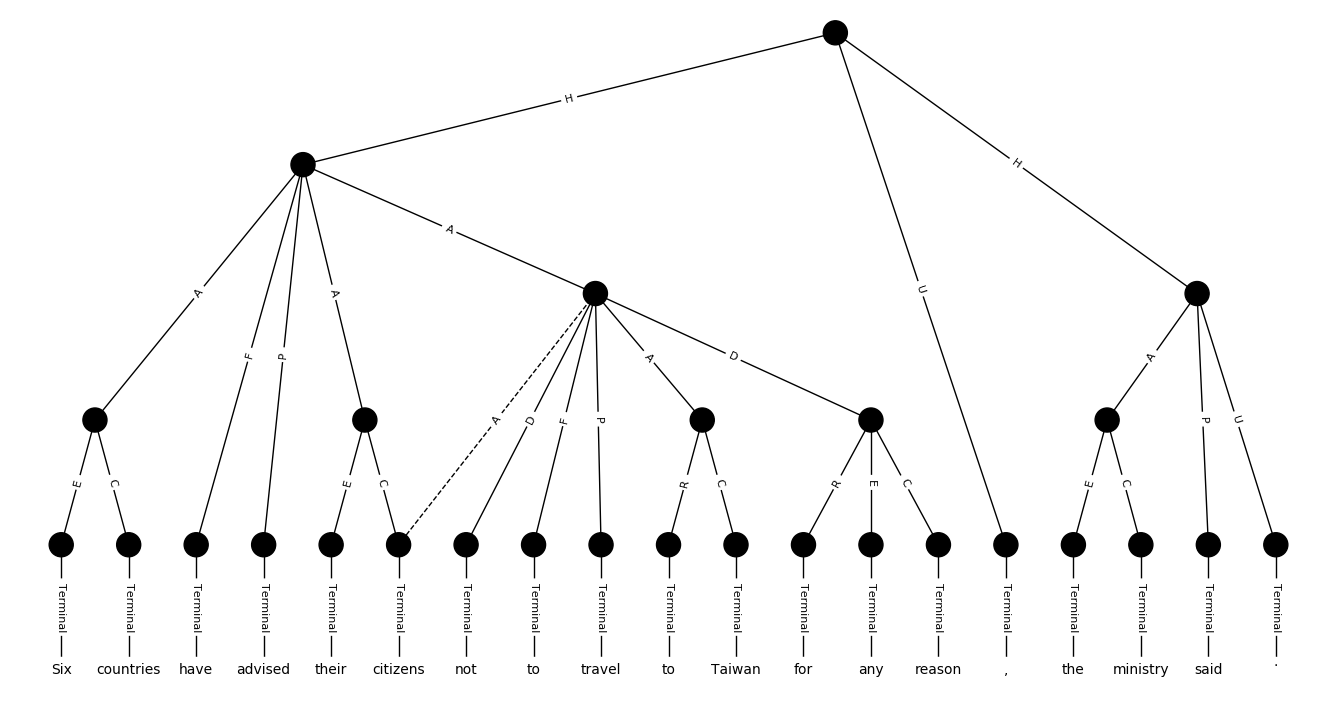 H
H
A
A
A
U
F
P
D
A
P
U
A
D
F
P
A
E
C
E
C
R
C
R
E
C
E
C
Terminal Terminal Terminal Terminal Terminal Terminal Terminal Terminal Terminal Terminal Terminal Terminal Terminal Terminal Terminal Terminal Terminal Terminal Terminal
Six countries have advised their citizens not to travel to Taiwan for any reason , the ministry said .